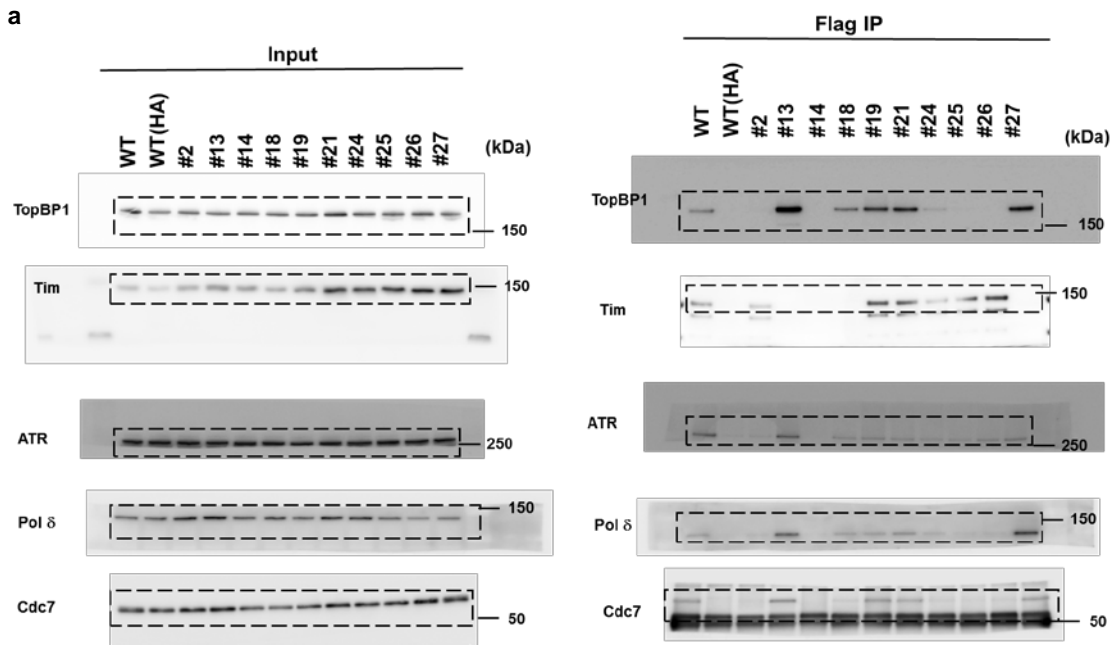 a
Input
WT
WT(HA)
#2
#13
#14
#18
#19
#21
#24
#25
#26
#27
(kDa)
TopBP1
150
Tim
150
ATR
250
Pol δ
150
Cdc7
50
Flag IP
WT
WT(HA)
#2
#13
#14
#18
#19
#21
#24
#25
#26
#27
(kDa)
TopBP1
150
Tim
150
ATR
250
Pol δ
150
Cdc7
50